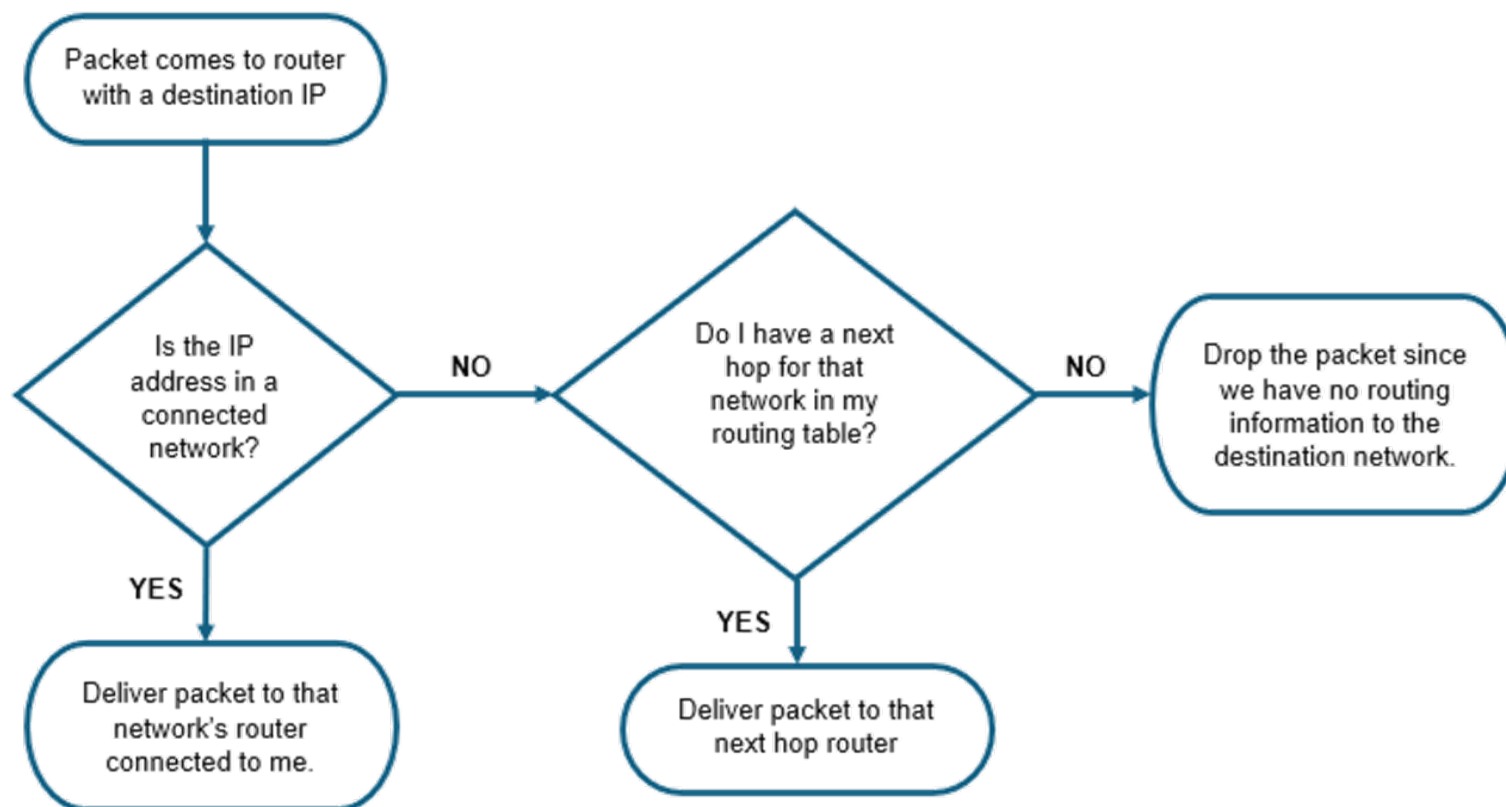 Packet comes to router
with a destination IP
Is the IP
address in a
connected
network?
NO
Do I have a next
hop for that
network in my
routing table?
NO
Drop the packet since
we have no routing
information to the
destination network.
YES
Deliver packet to that
network's router
connected to me.
YES
Deliver packet to that
next hop router